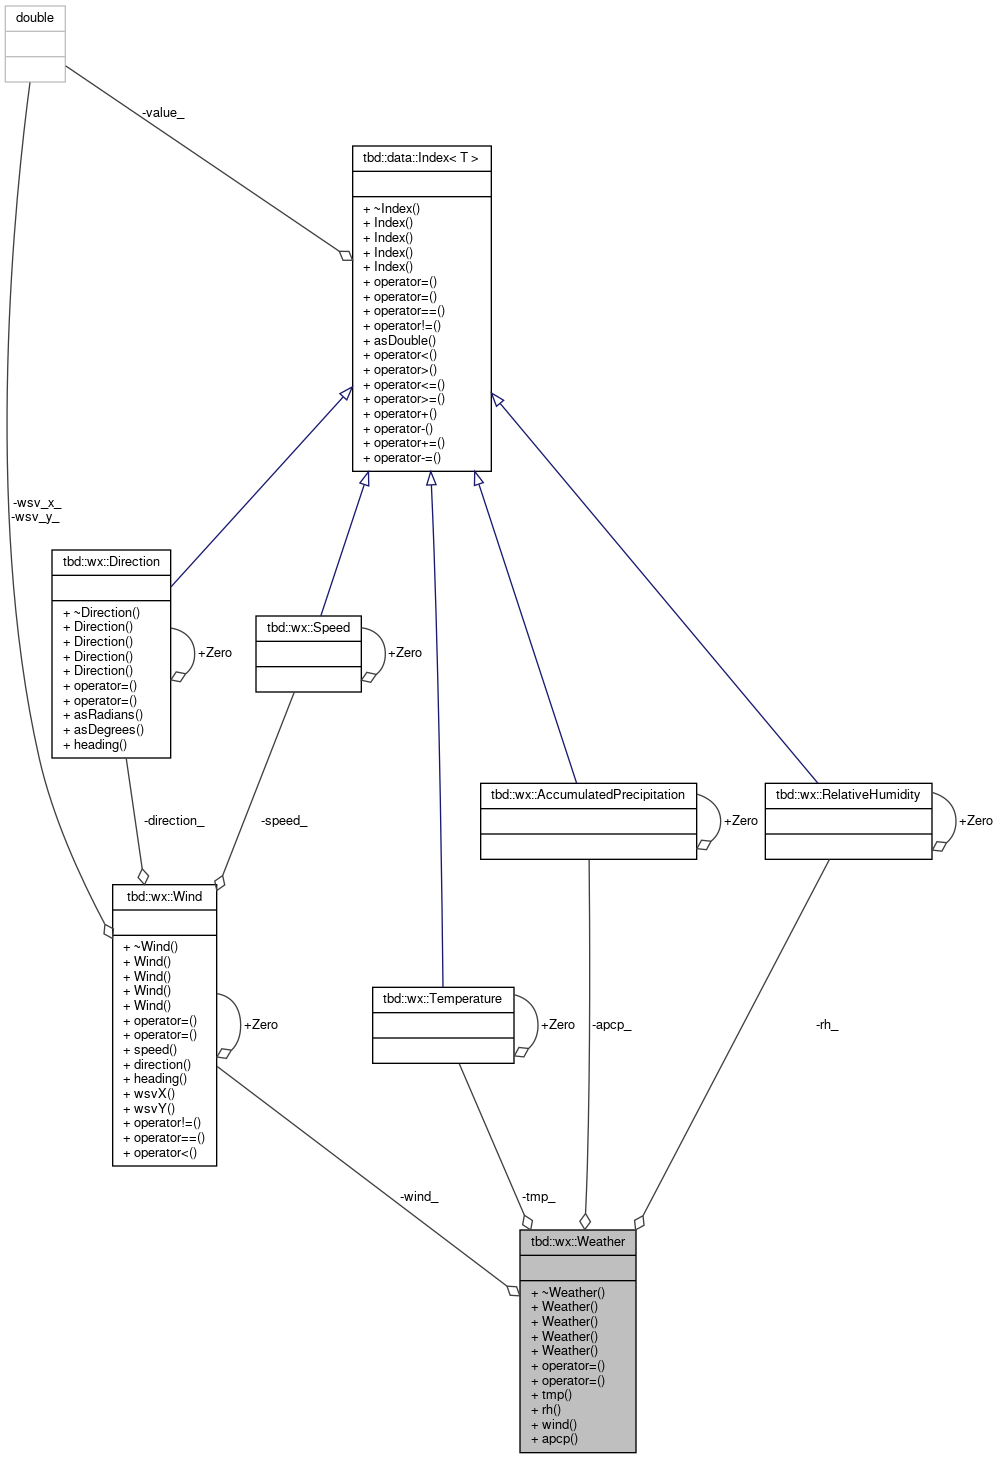 double
-value_
tbd::data::Index< T >
+ ~Index()
+ Index()
+ Index()
+ Index()
+ Index()
+ operator=()
+ operator=()
+ operator==()
+ operator!=()
+ asDouble()
+ operator<()
+ operator>()
+ operator<=()
+ operator>=()
+ operator+()
+ operator-()
+ operator+=()
+ operator-=()
-wsv_x_
-wsv_y_
tbd::wx::Direction
+ ~Direction()
+ Direction()
+ Direction()
+ Direction()
+ Direction()
+ operator=()
+ operator=()
+ asRadians()
+ asDegrees()
+ heading()
+Zero
tbd::wx::Speed
+Zero
tbd::wx::AccumulatedPrecipitation
+Zero
tbd::wx::RelativeHumidity
+Zero
-direction_
-speed_
tbd::wx::Wind
+ ~Wind()
+ Wind()
+ Wind()
+ Wind()
+ Wind()
+ operator=()
+ operator=()
+ speed()
+ direction()
+ heading()
+ wsvX()
+ wsvY()
+ operator!=()
+ operator==()
+ operator<()
+Zero
tbd::wx::Temperature
+Zero
-apcp_
-rh_
-wind_
-tmp_
tbd::wx::Weather
+ ~Weather()
+ Weather()
+ Weather()
+ Weather()
+ Weather()
+ operator=()
+ operator=()
+ tmp()
+ rh()
+ wind()
+ apcp()